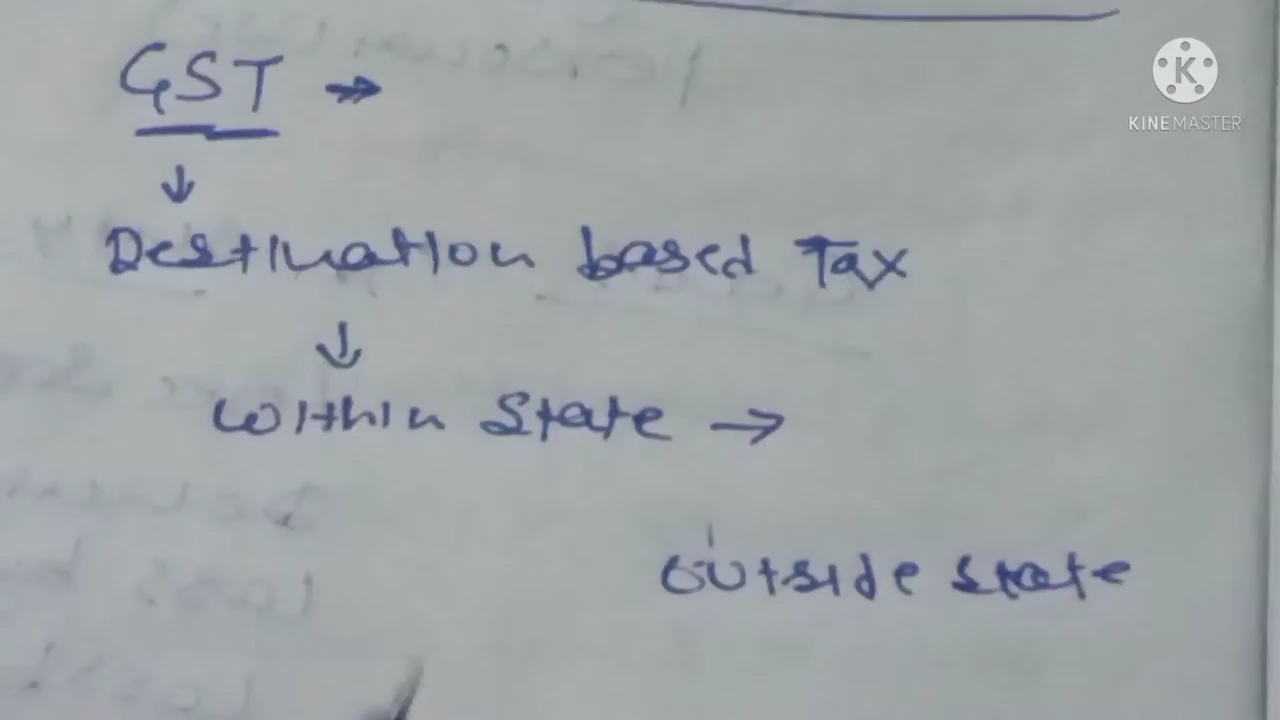 GST →
↓
Destination based Tax
↓
Within State →
outside state
K
KINEMASTER